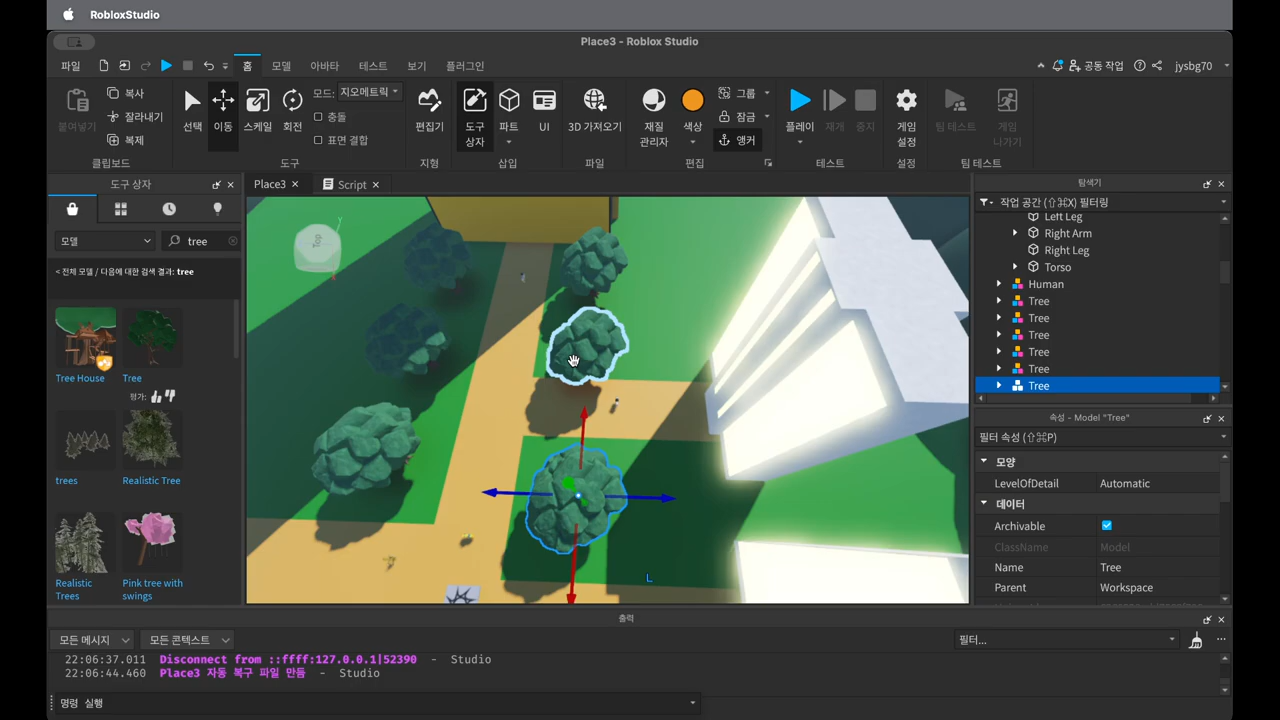 RobloxStudio
Place3 - Roblox Studio
파일
홈
모델
아바타
테스트
보기
플러그인
공동 작업
jysbg70
붙여넣기
복사
잘라내기
복제
클립보드
선택
이동
스케일
회전
모드: 지오메트릭
충돌
표면 결합
도구
편집기
지형
도구 상자
파트
UI
삽입
3D 가져오기
파일
재질 관리자
색상
그룹
잠금
앵커
편집
플레이
재개
중지
테스트
게임 설정
설정
팀 테스트
게임 나가기
팀 테스트
도구 상자
모델
tree
< 전체 모델 / 다음에 대한 검색 결과: tree
Tree House
Tree
평가:
trees
Realistic Tree
Realistic Trees
Pink tree with swings
Place3
Script
Top
탐색기
작업 공간 (⇧⌘X) 필터링
Left Leg
Right Arm
Right Leg
Torso
Human
Tree
Tree
Tree
Tree
Tree
Tree
속성 - Model "Tree"
필터 속성 (⇧⌘P)
모양
LevelOfDetail Automatic
데이터
Archivable
ClassName Model
Name Tree
Parent Workspace
출력
모든 메시지
모든 콘텍스트
필터...
22:06:37.011 Disconnect from ::ffff:127.0.0.1|52390 - Studio
22:06:44.460 Place3 자동 복구 파일 만듦 - Studio
명령 실행